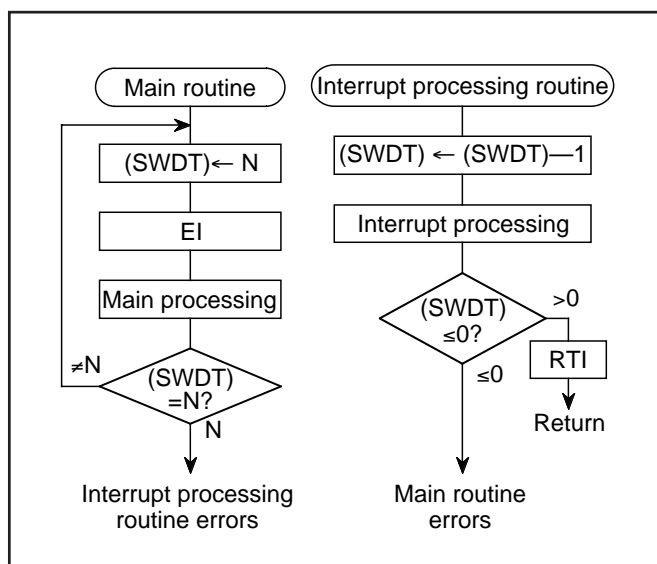 Main routine
(SWDT)← N
EI
Main processing
≠N
(SWDT)
=N?
N
Interrupt processing
routine errors
Interrupt processing routine
(SWDT) ← (SWDT)—1
Interrupt processing
(SWDT)
≤0?
>0
≤0
RTI
Return
Main routine
errors